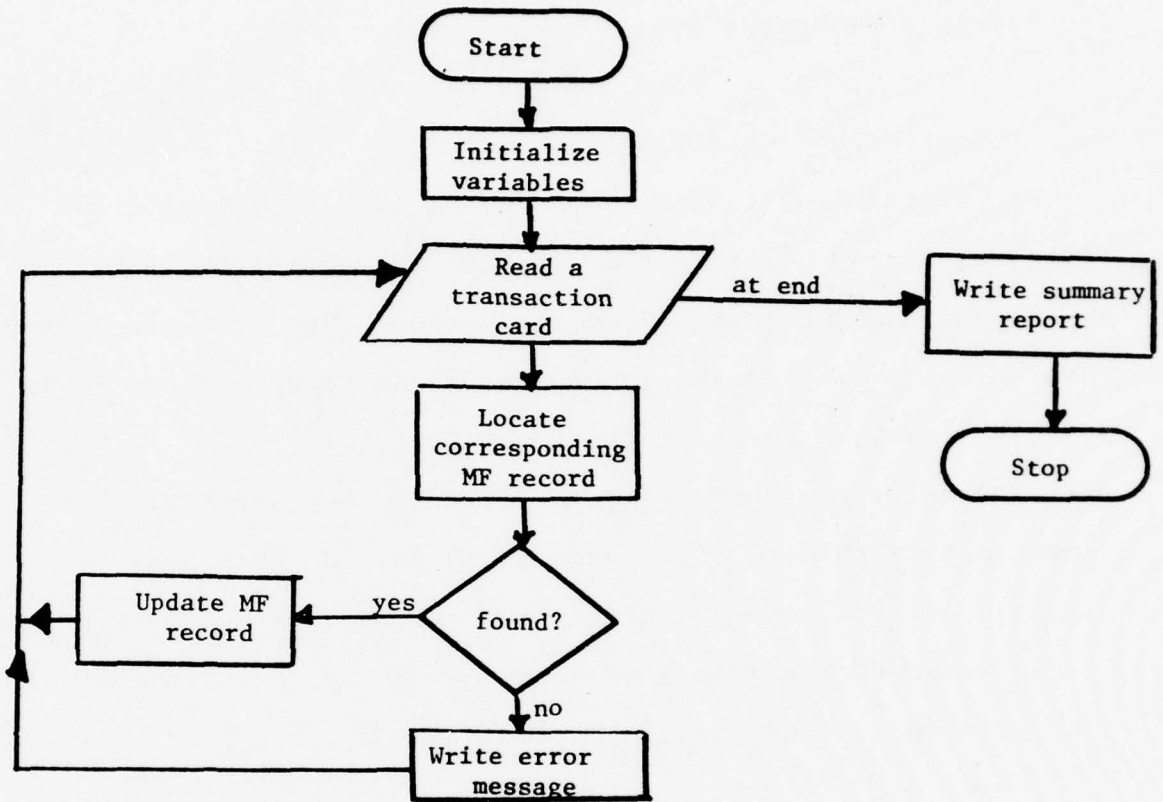 Start
Initialize
variables
Read a
transaction
card
at end
Write summary
report
Stop
Locate
corresponding
MF record
found?
yes
Update MF
record
no
Write error
message